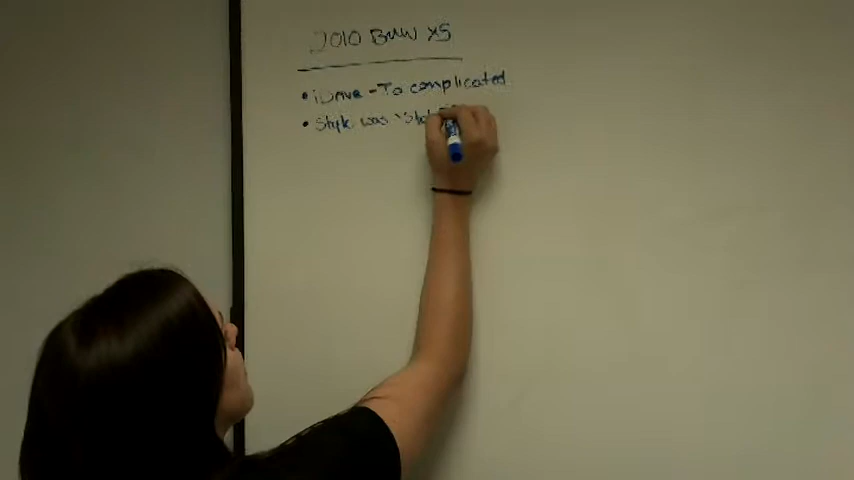 2010 BMW X5
• iDrive - To complicated
• Style was